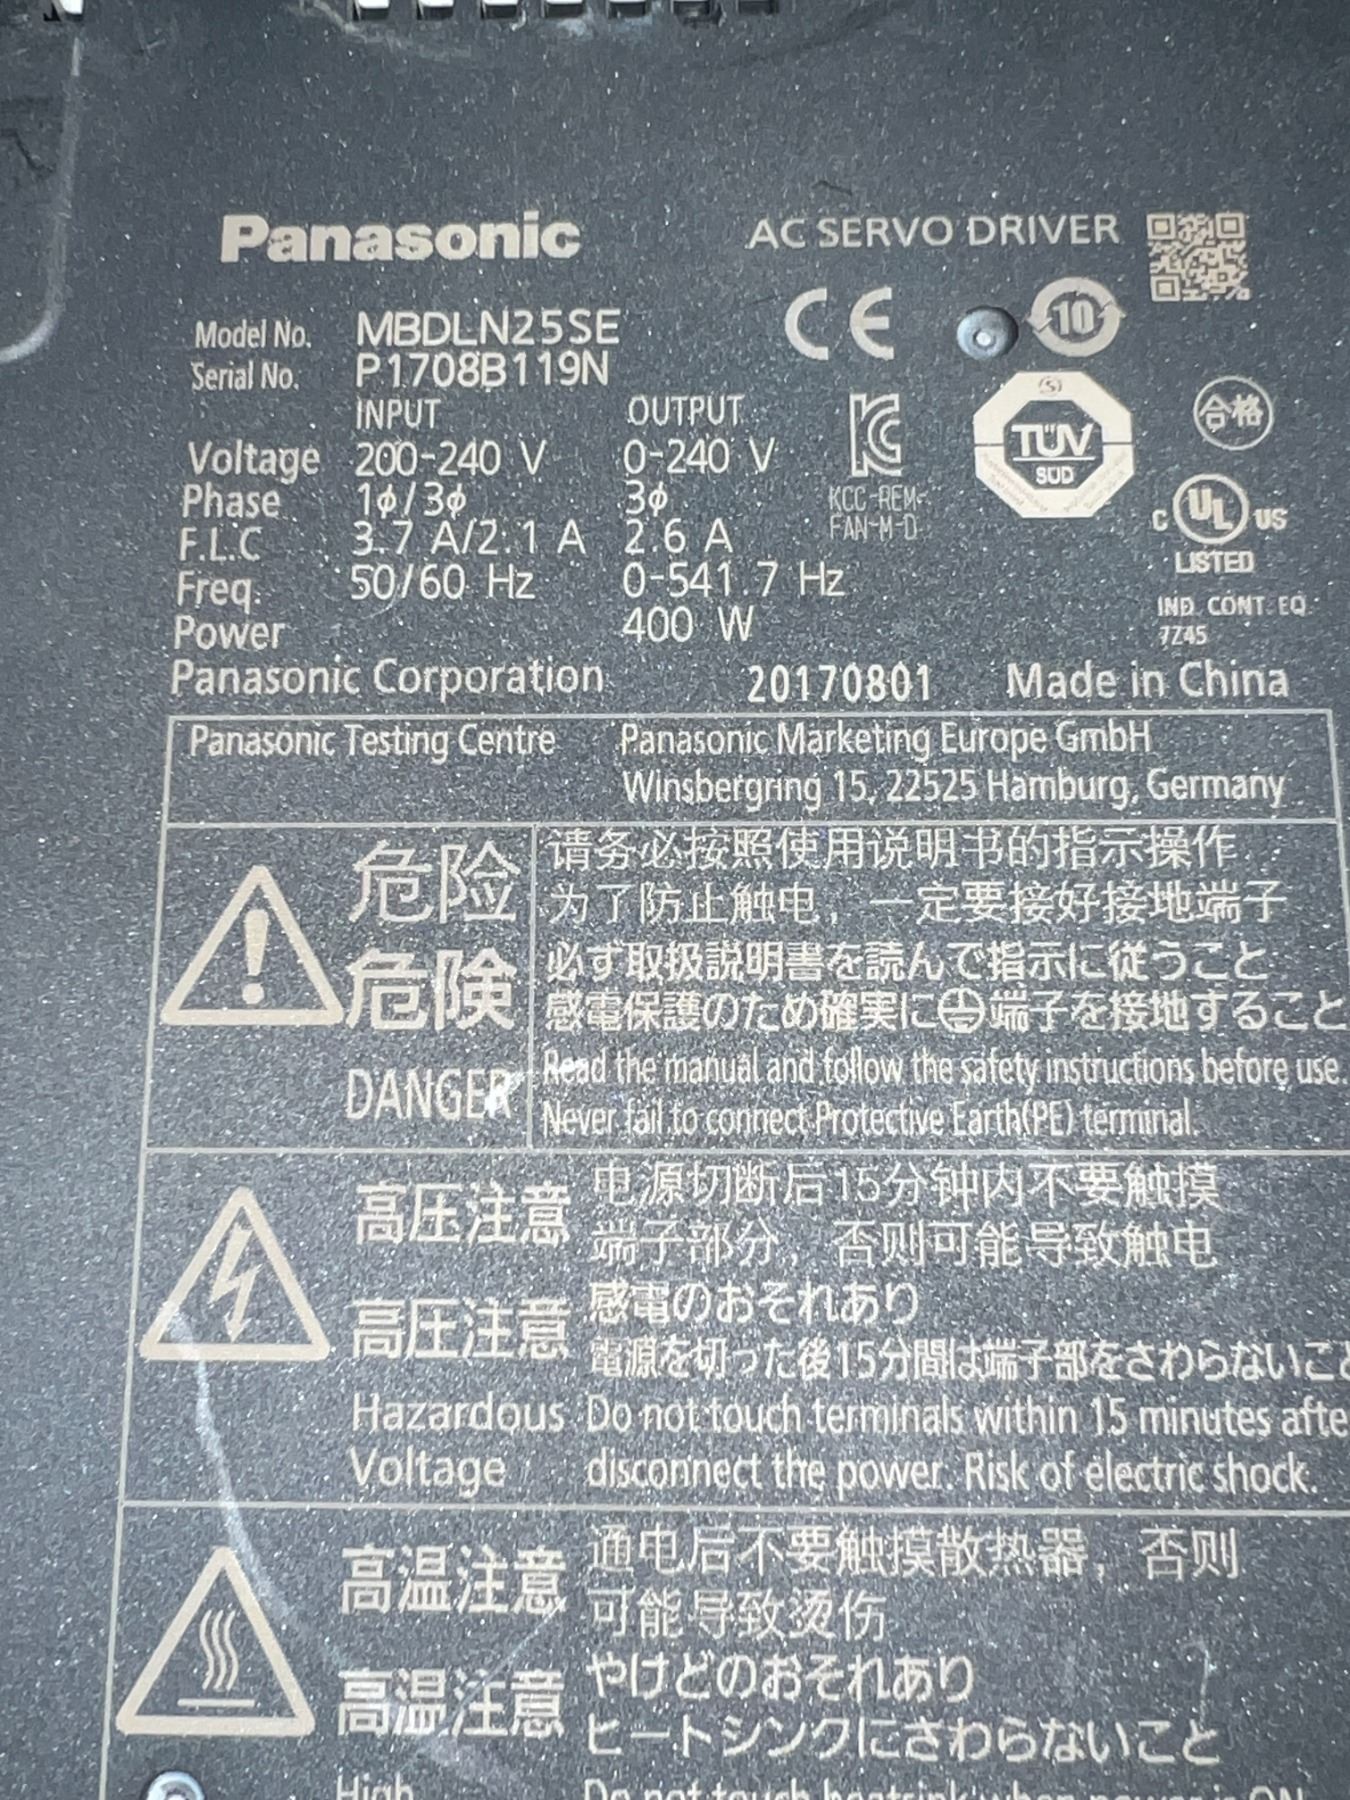 Panasonic
AC SERVO DRIVER
Model No. MBDLN25SE
Serial No. P1708B119N
CE
10
INPUT OUTPUT
Voltage 200-240 V 0-240 V
Phase 1ϕ/3ϕ 3ϕ
F.L.C 3.7 A/2.1 A 2.6 A
Freq. 50/60 Hz 0-541.7 Hz
Power 400 W
KCC-REM-
FAN-M-D
TÜV
SÜD
合格
C UL US
LISTED
IND. CONT. EQ.
7Z45
Panasonic Corporation 20170801 Made in China
Panasonic Testing Centre Panasonic Marketing Europe GmbH
Winsbergring 15, 22525 Hamburg, Germany
危险
危険
DANGER
请务必按照使用说明书的指示操作
为了防止触电，一定要接好接地端子
必ず取扱説明書を読んで指示に従うこと
感電保護のため確実に⏚端子を接地すること
Read the manual and follow the safety instructions before use.
Never fail to connect Protective Earth(PE) terminal.
高压注意
高圧注意
Hazardous
Voltage
电源切断后15分钟内不要触摸
端子部分，否则可能导致触电
感電のおそれあり
電源を切った後15分間は端子部をさわらないこと
Do not touch terminals within 15 minutes afte
disconnect the power. Risk of electric shock.
高温注意
高温注意
High
通电后不要触摸散热器，否则
可能导致烫伤
やけどのおそれあり
ヒートシンクにさわらないこと
Do not touch heatsink when power is ON